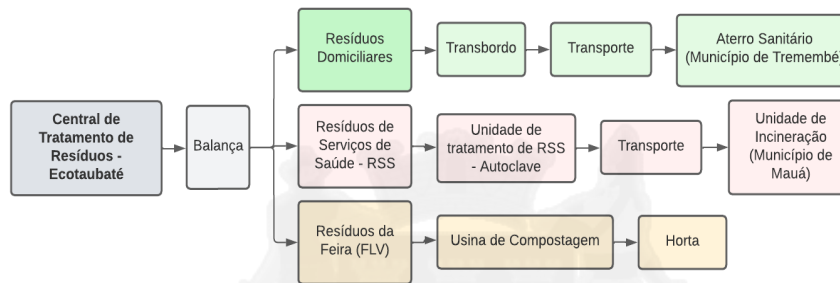 Central de
Tratamento de
Resíduos -
Ecotaubaté
Balança
Resíduos
Domiciliares
Transbordo
Transporte
Aterro Sanitário
(Município de Tremembé)
Resíduos de
Serviços de
Saúde - RSS
Unidade de
tratamento de RSS
- Autoclave
Transporte
Unidade de
Incineração
(Município de
Mauá)
Resíduos da
Feira (FLV)
Usina de Compostagem
Horta